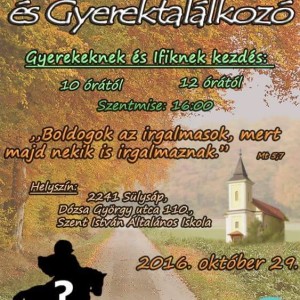 és Gyerektalálkozó
Gyerekeknek és Ifiknek kezdés:
10 órától
12 órától
Szentmise: 16:00
,,Boldogok az irgalmasok, mert
majd nekik is irgalmaznak."
Mt 5,7
Helyszín:
2241 Sülysáp,
Dózsa György utca 110.,
Szent István Általános Iskola
2016. október 29.
?